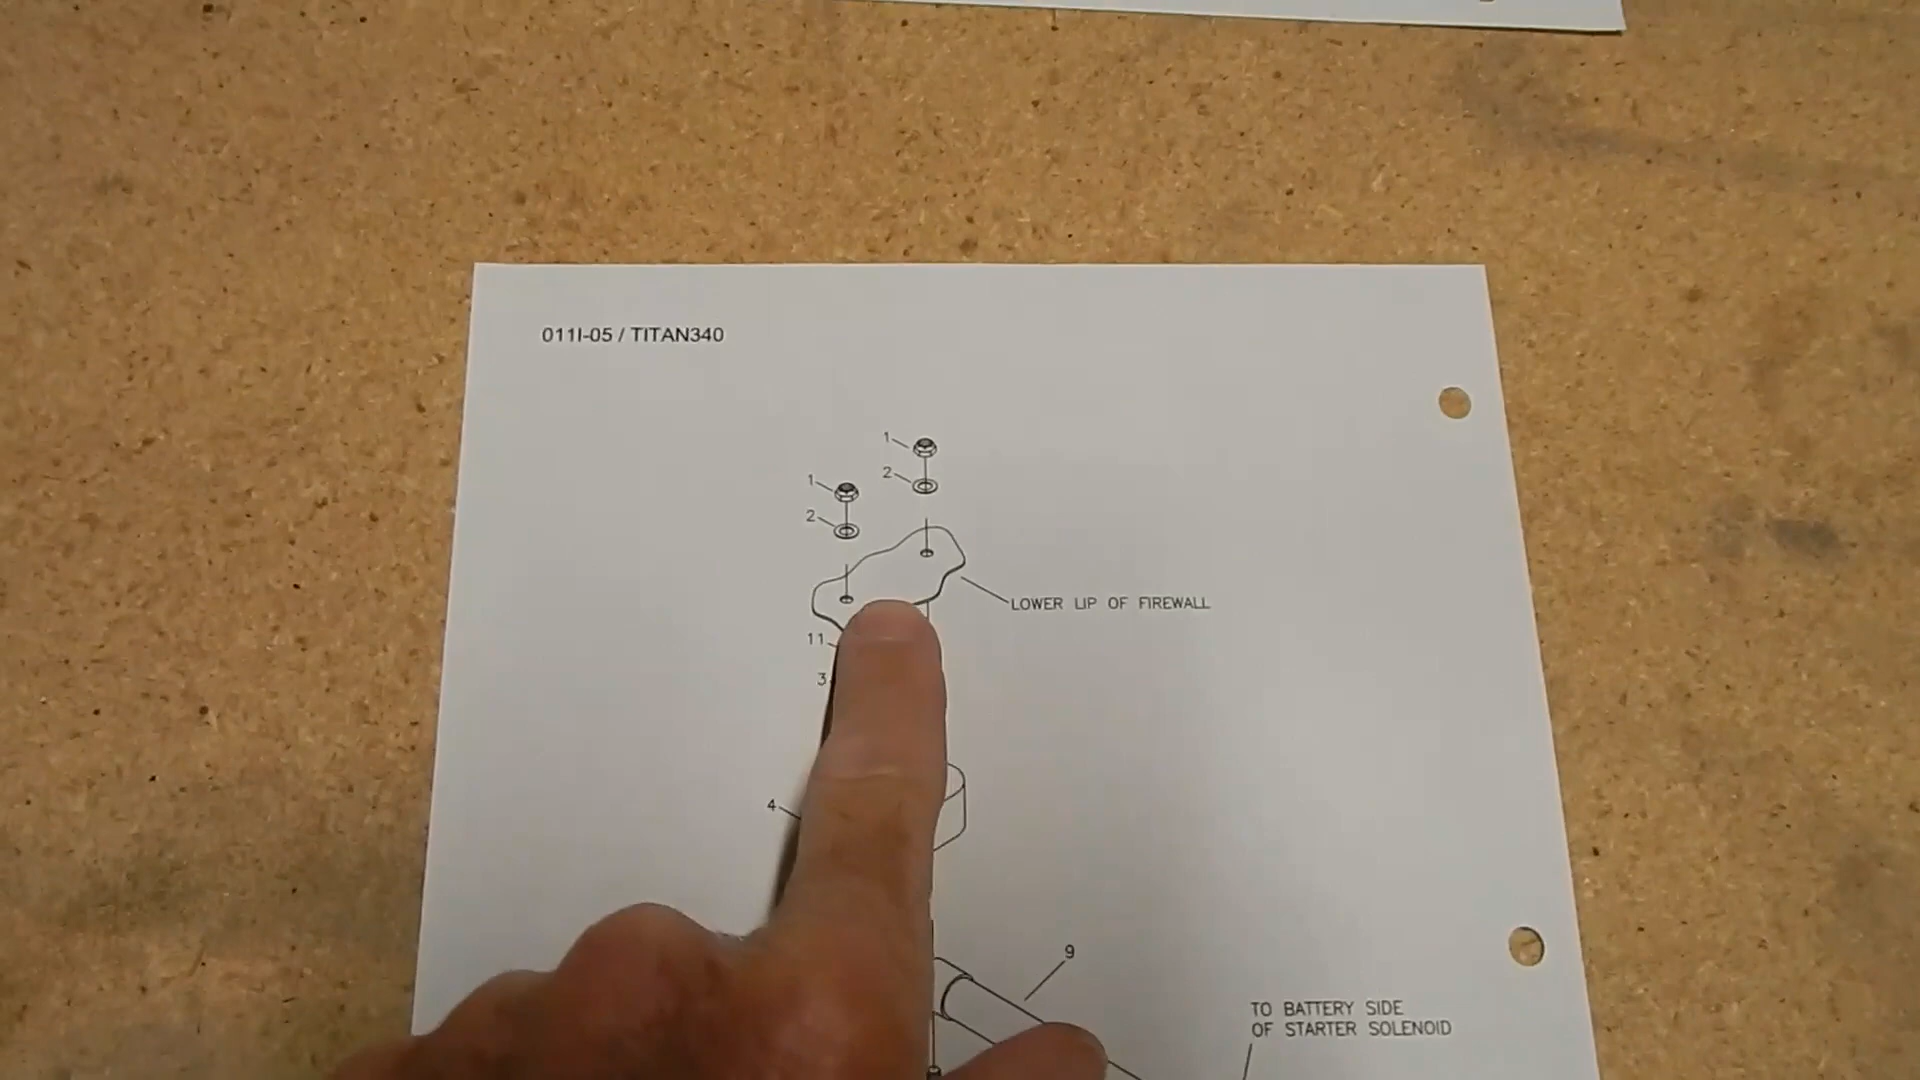 011I-05 / TITAN340
1
2
1
2
LOWER LIP OF FIREWALL
11
3
4
9
TO BATTERY SIDE
OF STARTER SOLENOID